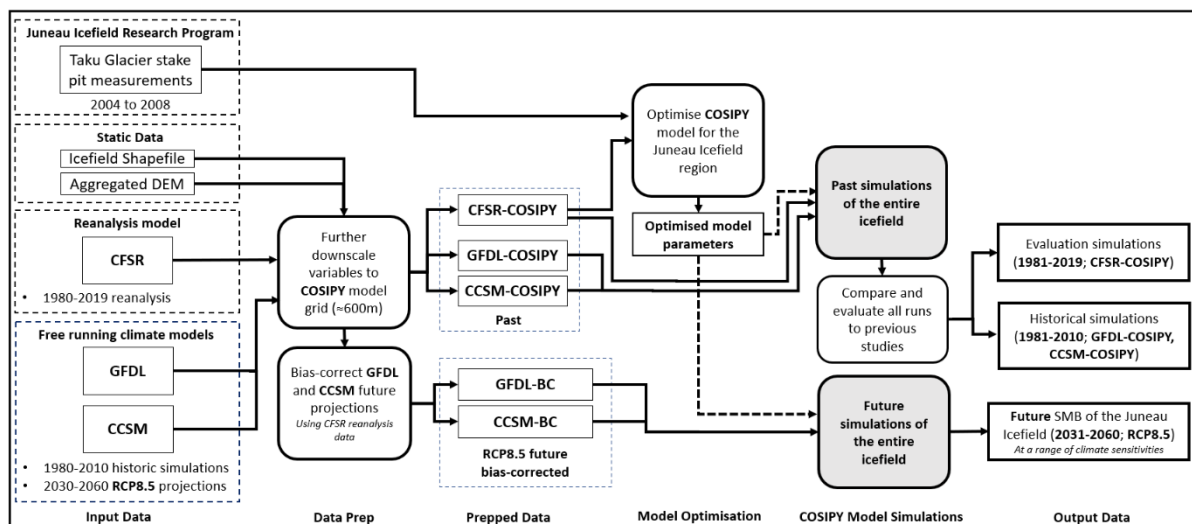 Juneau Icefield Research Program
Taku Glacier stake
pit measurements
2004 to 2008
Static Data
Icefield Shapefile
Aggregated DEM
Reanalysis model
CFSR
• 1980-2019 reanalysis
Free running climate models
GFDL
CCSM
• 1980-2010 historic simulations
• 2030-2060 RCP8.5 projections
Input Data
Further
downscale
variables to
COSIPY model
grid (≈600m)
Bias-correct GFDL
and CCSM future
projections
Using CFSR reanalysis
data
Data Prep
CFSR-COSIPY
GFDL-COSIPY
CCSM-COSIPY
Past
GFDL-BC
CCSM-BC
RCP8.5 future
bias-corrected
Prepped Data
Optimise COSIPY
model for the
Juneau Icefield
region
Optimised model
parameters
Model Optimisation
Past simulations
of the entire
icefield
Compare and
evaluate all runs
to previous
studies
Future
simulations of
the entire
icefield
COSIPY Model Simulations
Evaluation simulations
(1981-2019; CFSR-COSIPY)
Historical simulations
(1981-2010; GFDL-COSIPY,
CCSM-COSIPY)
Future SMB of the Juneau
Icefield (2031-2060; RCP8.5)
At a range of climate sensitivities
Output Data